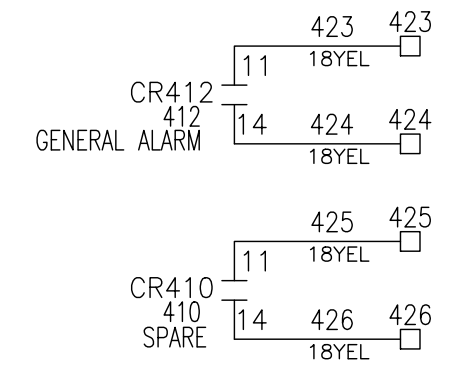 423 423
11 18YEL
CR412
412
14 424 424
GENERAL ALARM
18YEL
425 425
11 18YEL
CR410
410
14 426 426
SPARE
18YEL